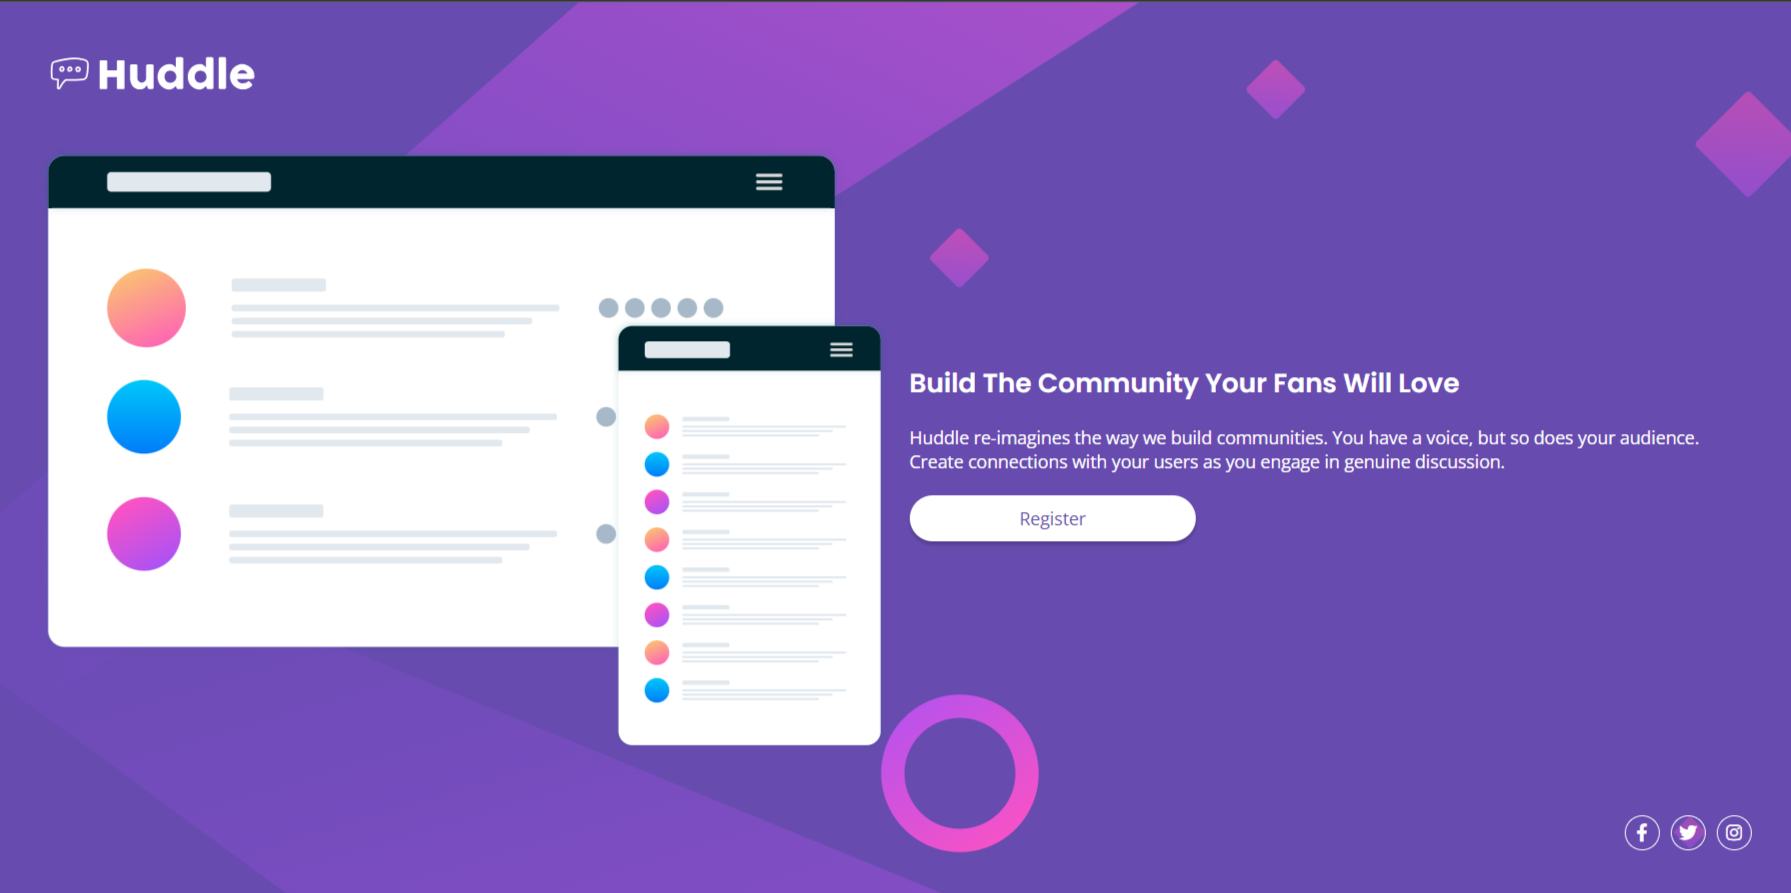 Huddle
Build The Community Your Fans Will Love
Huddle re-imagines the way we build communities. You have a voice, but so does your audience.
Create connections with your users as you engage in genuine discussion.
Register